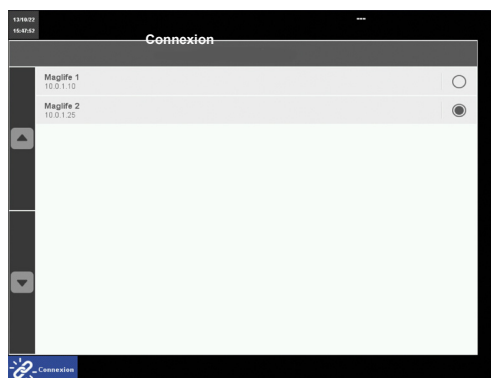 13/10/22
---
15:47:52
Connexion
Maglife 1
10.0.1.10
Maglife 2
10.0.1.25
Connexion